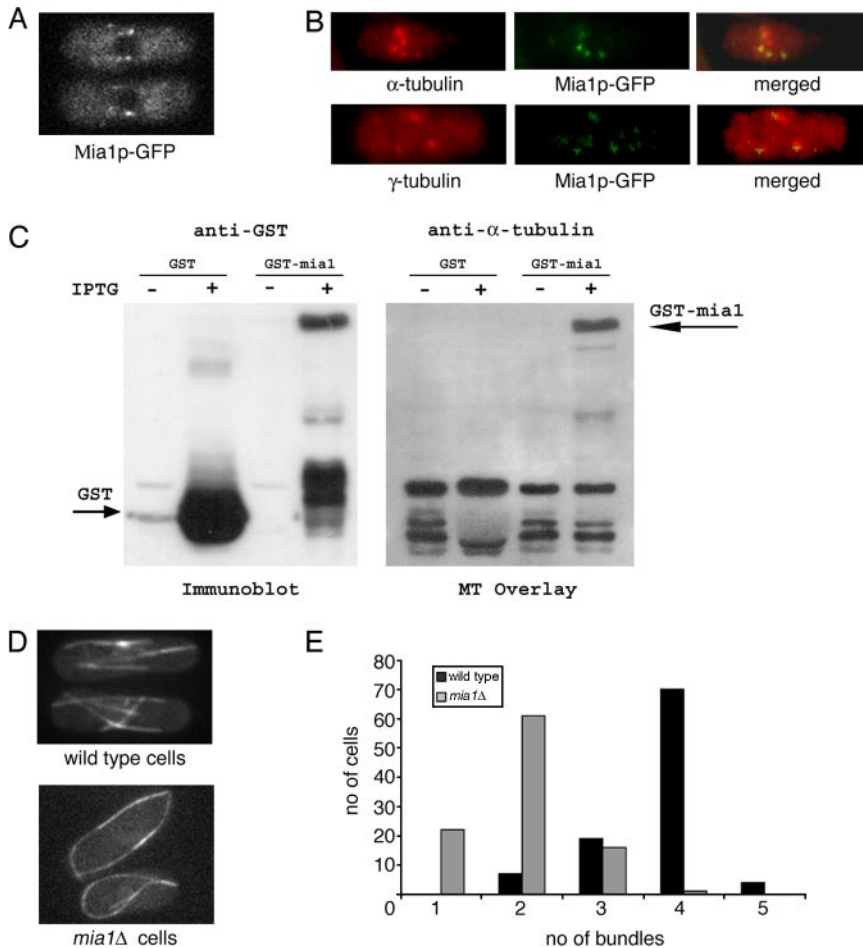 A
Mia1p-GFP
B
α-tubulin Mia1p-GFP merged
γ-tubulin Mia1p-GFP merged
C
anti-GST anti-α-tubulin
GST GST-mia1 GST GST-mia1
IPTG - + - + - + - +
GST-mia1
GST
Immunoblot MT Overlay
D
wild type cells
mia1Δ cells
E
80
70
60
50
40
30
20
10
0
wild type
mia1Δ
no of cells
1 2 3 4 5
no of bundles